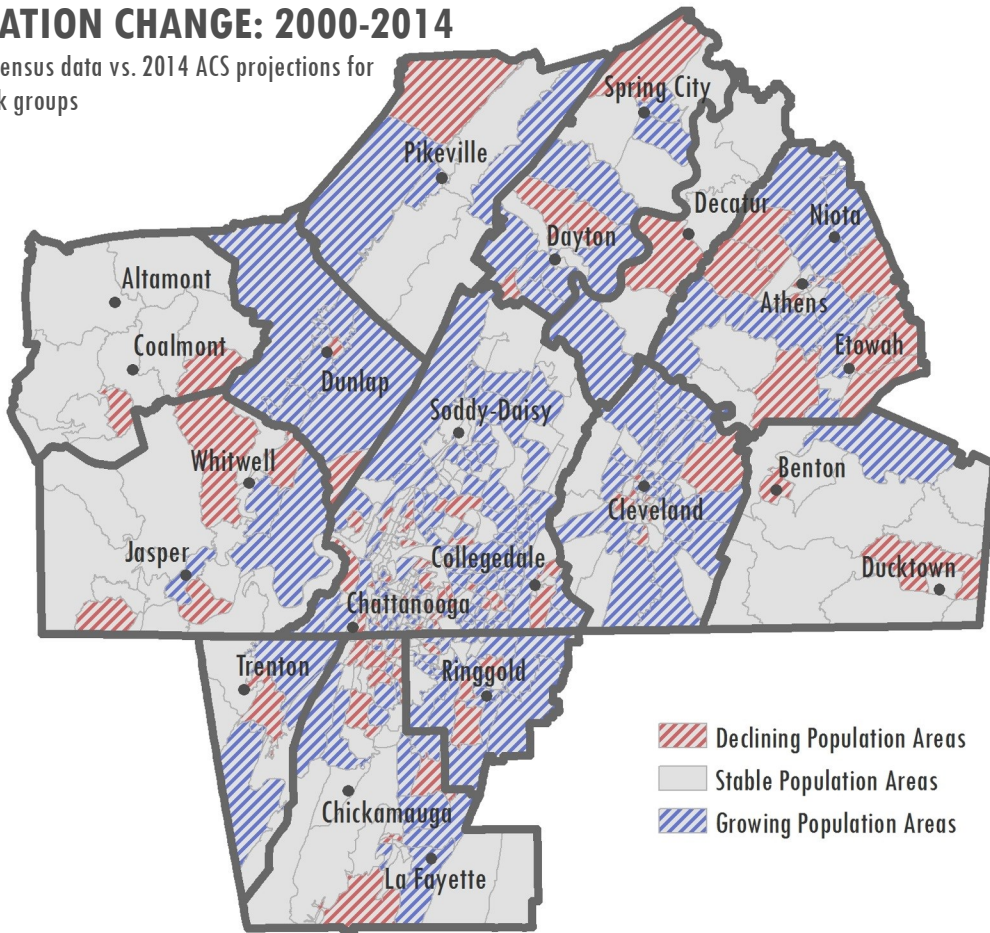 ATION CHANGE: 2000-2014
ensus data vs. 2014 ACS projections for
k groups
Spring City
Pikeville
Decatur
Niota
Dayton
Altamont
Athens
Coalmont
Etowah
Dunlap
Soddy-Daisy
Whitwell
Benton
Cleveland
Jasper
Collegedale
Ducktown
Chattanooga
Trenton
Ringgold
Declining Population Areas
Stable Population Areas
Chickamauga
Growing Population Areas
La Fayette